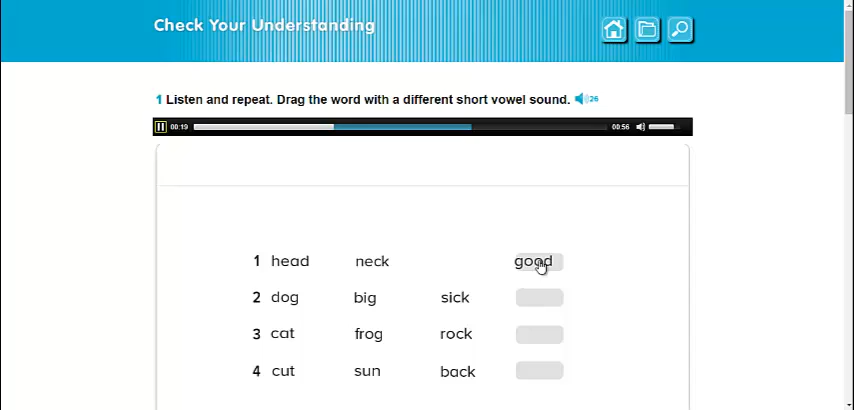 Check Your Understanding
1 Listen and repeat. Drag the word with a different short vowel sound. 26
00:19 00:56
1 head neck good
2 dog big sick
3 cat frog rock
4 cut sun back